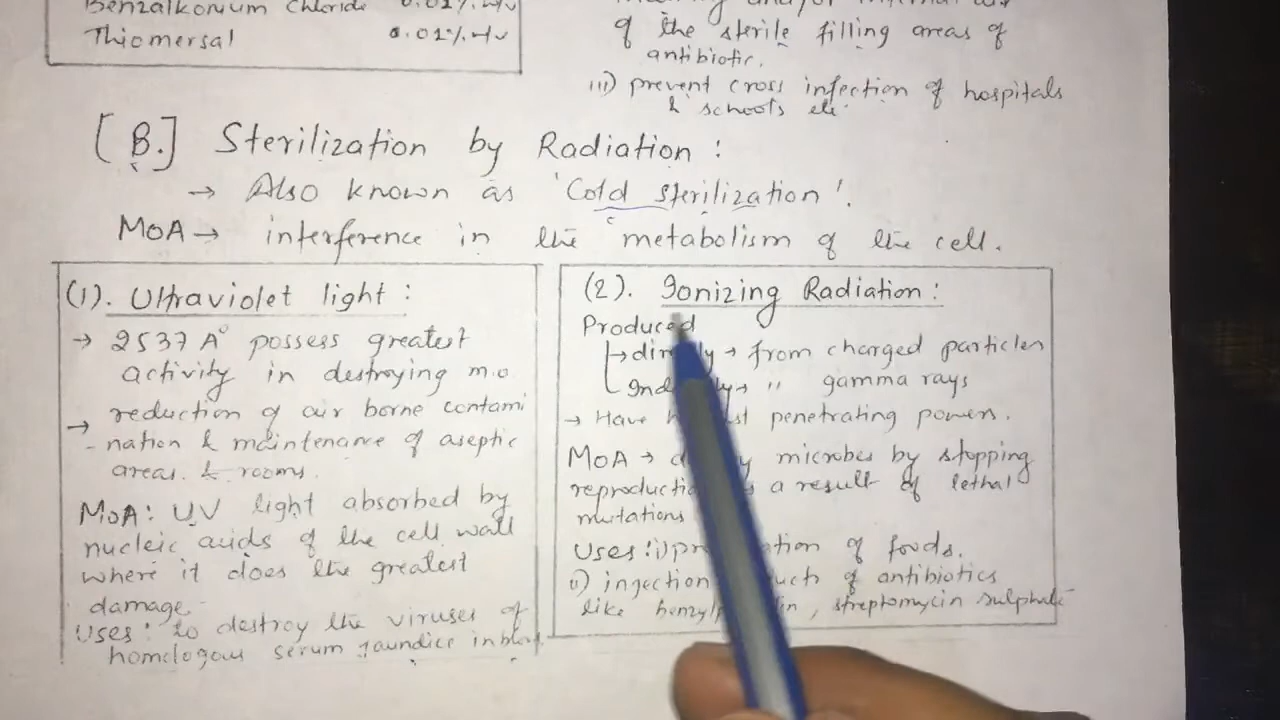 Benzalkonium Chloride 0.01% w/v
Thiomersal 0.01% w/v
of the sterile filling areas of
antibiotic.
iii) prevent cross infection of hospitals
& schools etc
[B.] Sterilization by Radiation :
→ Also known as 'Cold sterilization'.
MOA → interference in the metabolism of the cell.
(1). Ultraviolet light :
→ 2537 A° possess greatest
activity in destroying m.o.
→ reduction of air borne contami
- nation & maintenance of aseptic
areas & rooms.
MOA : UV light absorbed by
nucleic acids of the cell wall
where it does the greatest
damage
Uses : to destroy the viruses of
homologous serum jaundice in
(2). Ionizing Radiation :
Produced
→ → from charged particles
→ " gamma rays
→ Have penetrating powers.
MOA → microbes by stopping
a result of lethal
mutations
Uses : i) of foods.
ii) injection of antibiotics
like , streptomycin sulphate